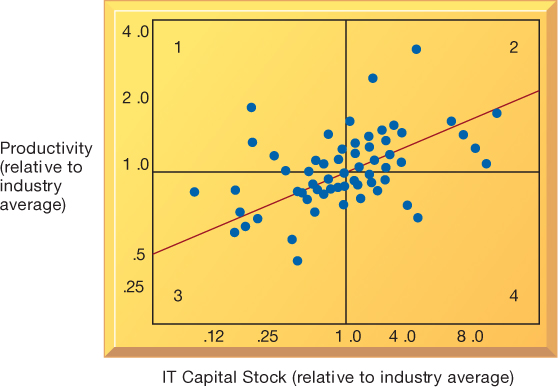 4 .0
1
2
2 .0
Productivity
(relative to
industry
average)
1 .0
.5
.25
3
4
.12 .25 1 .0 4 .0 8 .0
IT Capital Stock (relative to industry average)